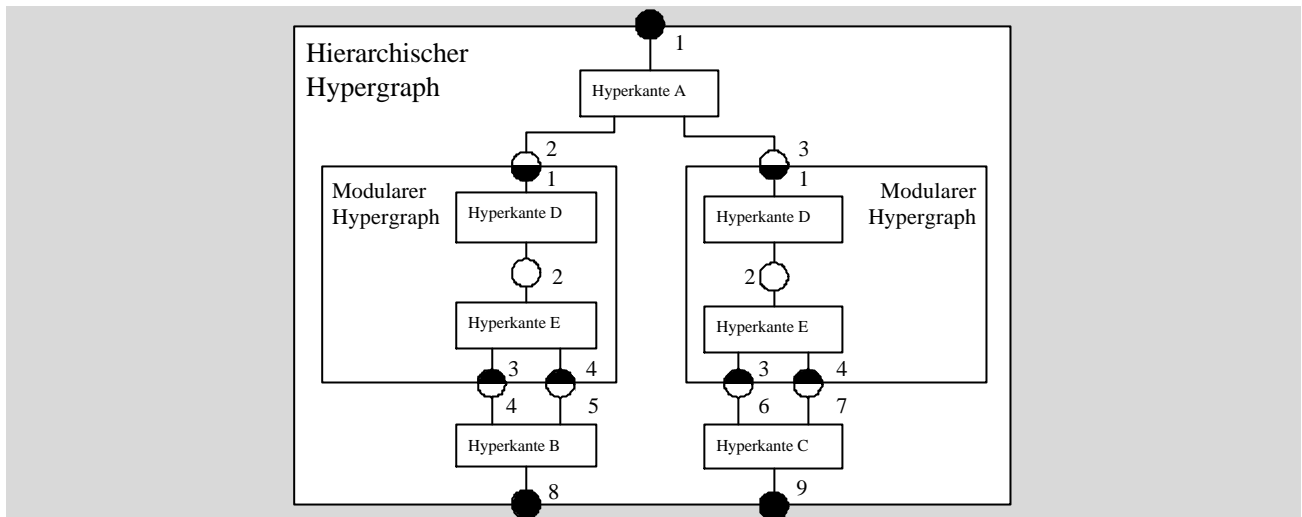 Hierarchischer
Hypergraph
1
Hyperkante A
2
3
Modularer
Hypergraph
1
Hyperkante D
2
Hyperkante E
3
4
1
Modularer
Hypergraph
Hyperkante D
2
Hyperkante E
3
4
4
5
6
7
Hyperkante B
Hyperkante C
8
9